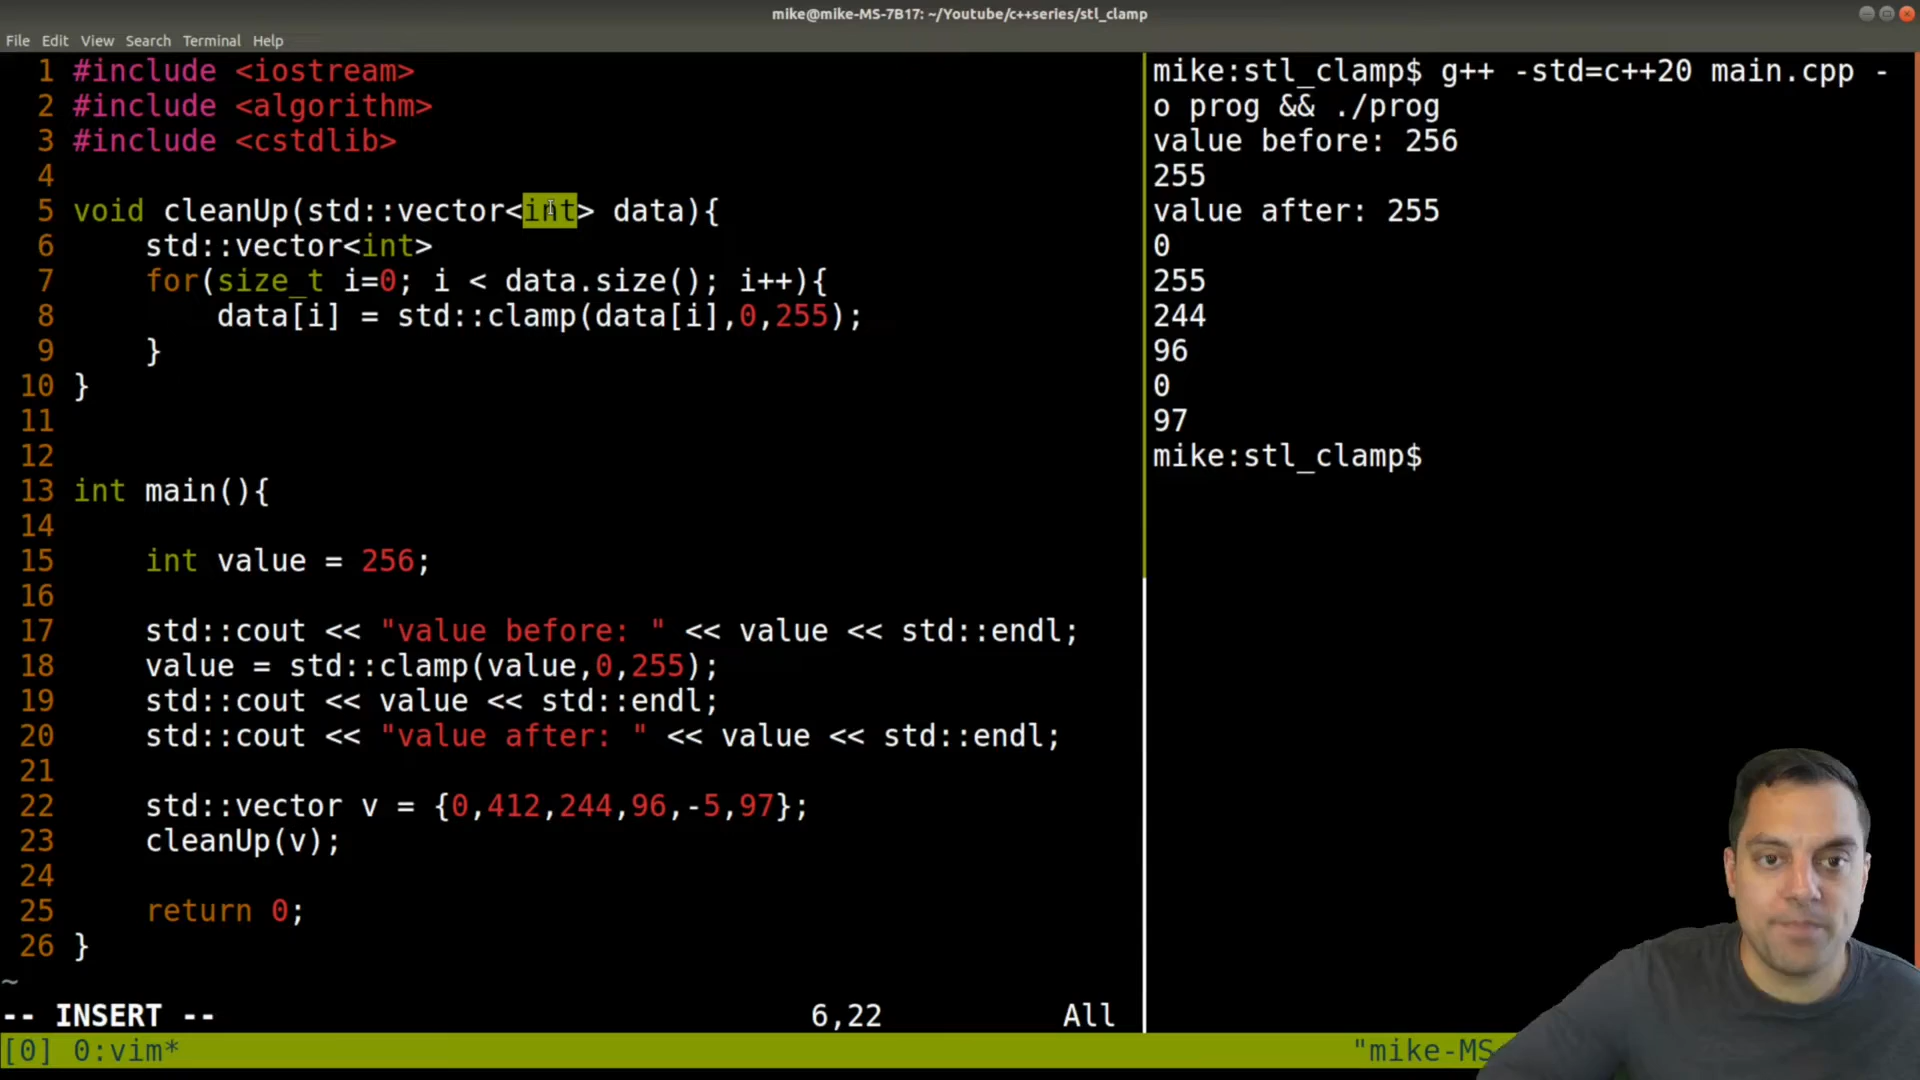 mike@mike-MS-7B17: ~/Youtube/c++series/stl_clamp
File Edit View Search Terminal Help
1 #include <iostream>
2 #include <algorithm>
3 #include <cstdlib>
4
5 void cleanUp(std::vector<int> data){
6     std::vector<int>
7     for(size_t i=0; i < data.size(); i++){
8         data[i] = std::clamp(data[i],0,255);
9     }
10 }
11
12
13 int main(){
14
15     int value = 256;
16
17     std::cout << "value before: " << value << std::endl;
18     value = std::clamp(value,0,255);
19     std::cout << value << std::endl;
20     std::cout << "value after: " << value << std::endl;
21
22     std::vector v = {0,412,244,96,-5,97};
23     cleanUp(v);
24
25     return 0;
26 }
~
-- INSERT -- 6,22 All
mike:stl_clamp$ g++ -std=c++20 main.cpp -
o prog && ./prog
value before: 256
255
value after: 255
0
255
244
96
0
97
mike:stl_clamp$
[0] 0:vim* "mike-MS